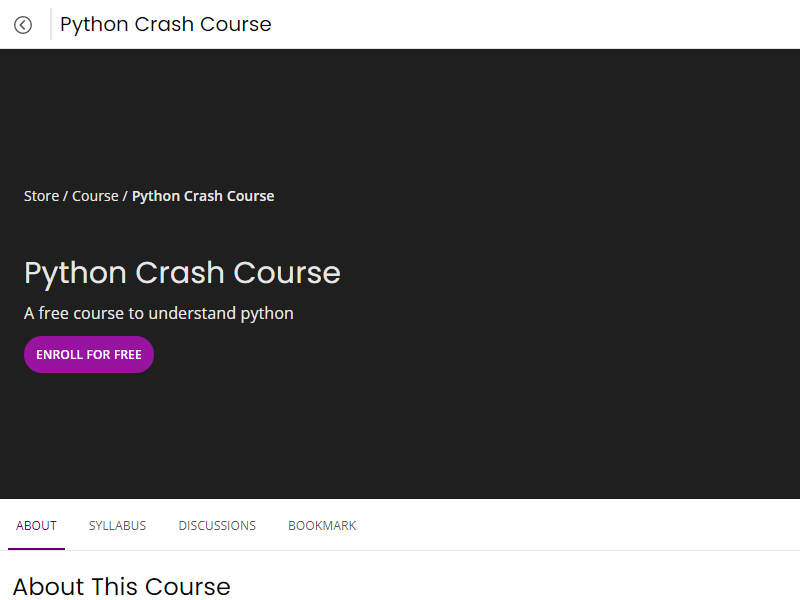 Python Crash Course
Store / Course / Python Crash Course
Python Crash Course
A free course to understand python
ENROLL FOR FREE
ABOUT SYLLABUS DISCUSSIONS BOOKMARK
About This Course